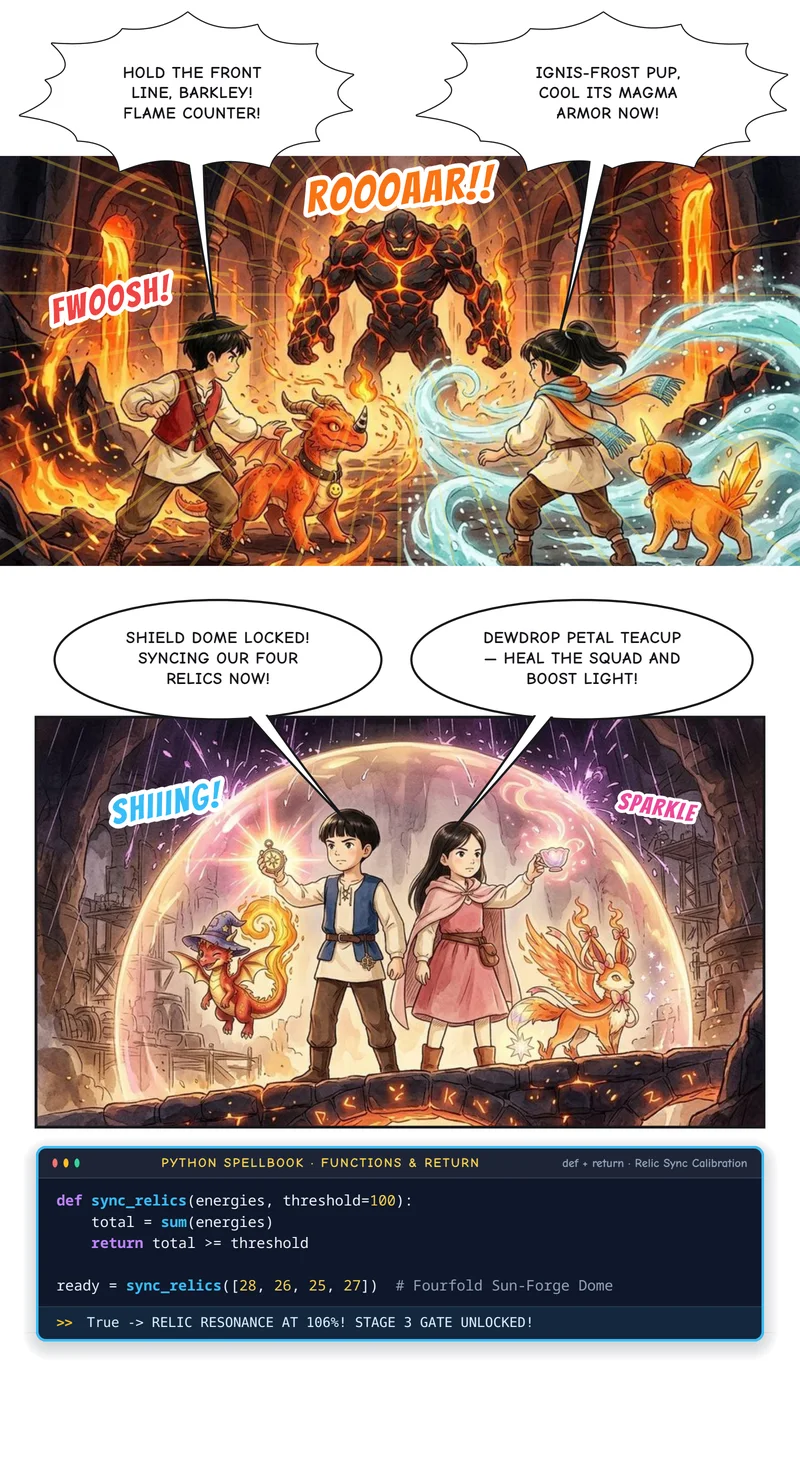 HOLD THE FRONT
LINE, BARKLEY!
FLAME COUNTER!
IGNIS-FROST PUP,
COOL ITS MAGMA
ARMOR NOW!
ROOOAAR!!
FWOOSH!
SHIELD DOME LOCKED!
SYNCING OUR FOUR
RELICS NOW!
DEWDROP PETAL TEACUP
— HEAL THE SQUAD AND
BOOST LIGHT!
SHIIING!
SPARKLE
PYTHON SPELLBOOK · FUNCTIONS & RETURN
def + return · Relic Sync Calibration
def sync_relics(energies, threshold=100):
    total = sum(energies)
    return total >= threshold
ready = sync_relics([28, 26, 25, 27])  # Fourfold Sun-Forge Dome
>> True -> RELIC RESONANCE AT 106%! STAGE 3 GATE UNLOCKED!